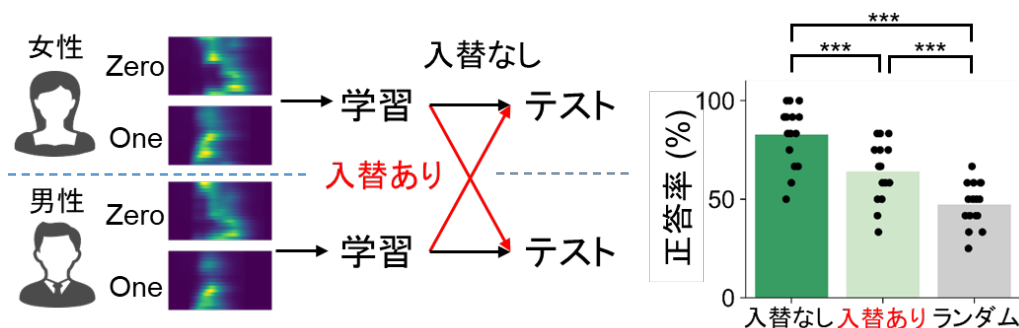 女性
Zero
One
男性
Zero
One
学習
入替なし
テスト
入替あり
学習
テスト
***
***
***
正答率 (%)
100
50
0
入替なし
入替あり
ランダム